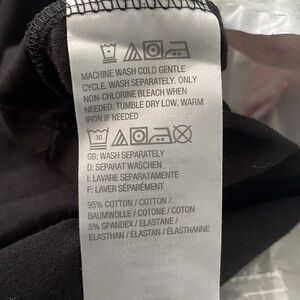 MACHINE WASH COLD GENTLE
CYCLE. WASH SEPARATELY. ONLY
NON-CHLORINE BLEACH WHEN
NEEDED. TUMBLE DRY LOW. WARM
IRON IF NEEDED
30
GB: WASH SEPARATELY
D: SEPARAT WASCHEN
I: LAVARE SEPARATAMENTE
F: LAVER SÉPARÉMENT
95% COTTON / COTTON /
BAUMWOLLE / COTONE / COTON
5% SPANDEX / ELASTANE /
ELASTHAN / ELASTAN / ÉLASTHANNE